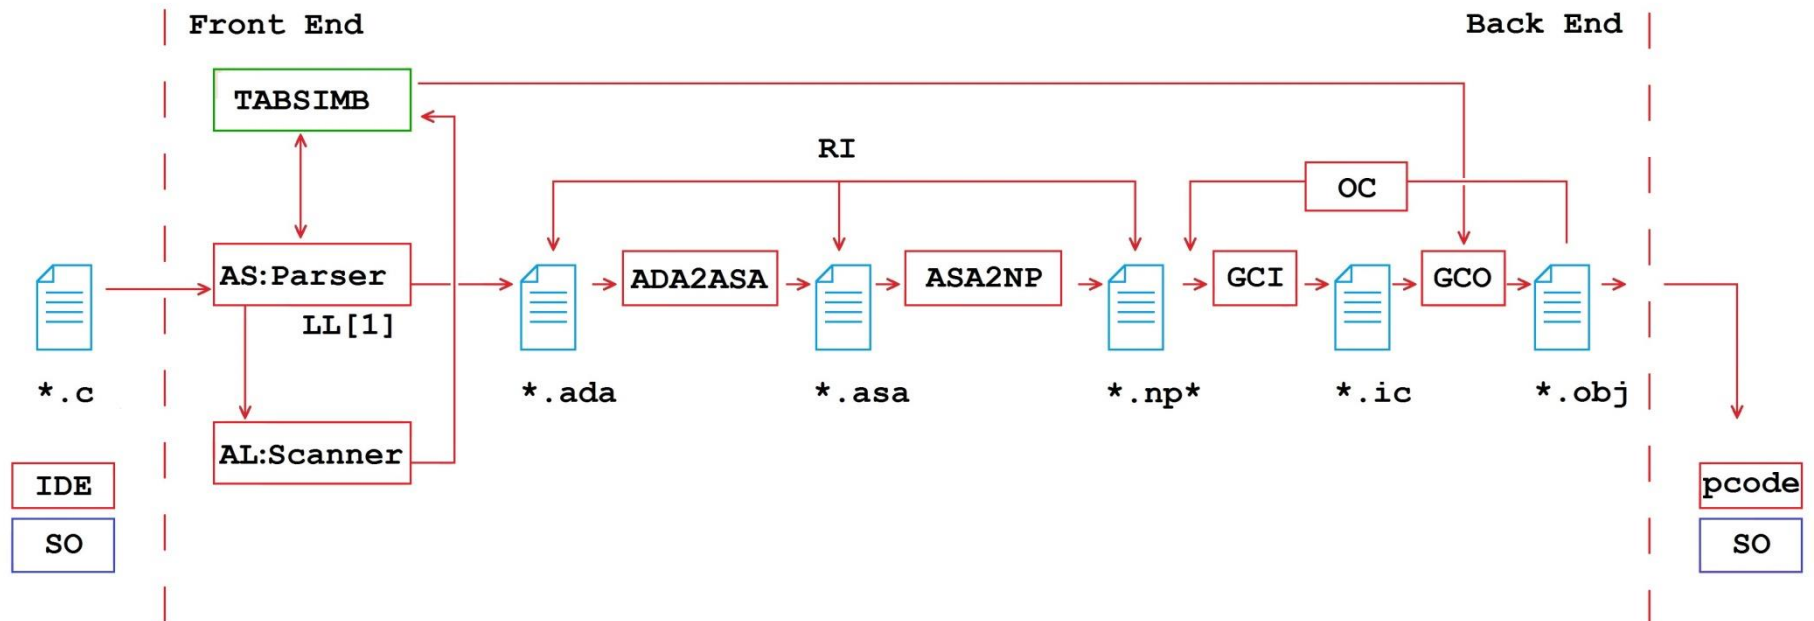 Front End
Back End
TABSIMB
RI
OC
AS:Parser
ADA2ASA
ASA2NP
GCI
GCO
LL[1]
*.c
*.ada
*.asa
*.np*
*.ic
*.obj
AL:Scanner
IDE
pcode
SO
SO